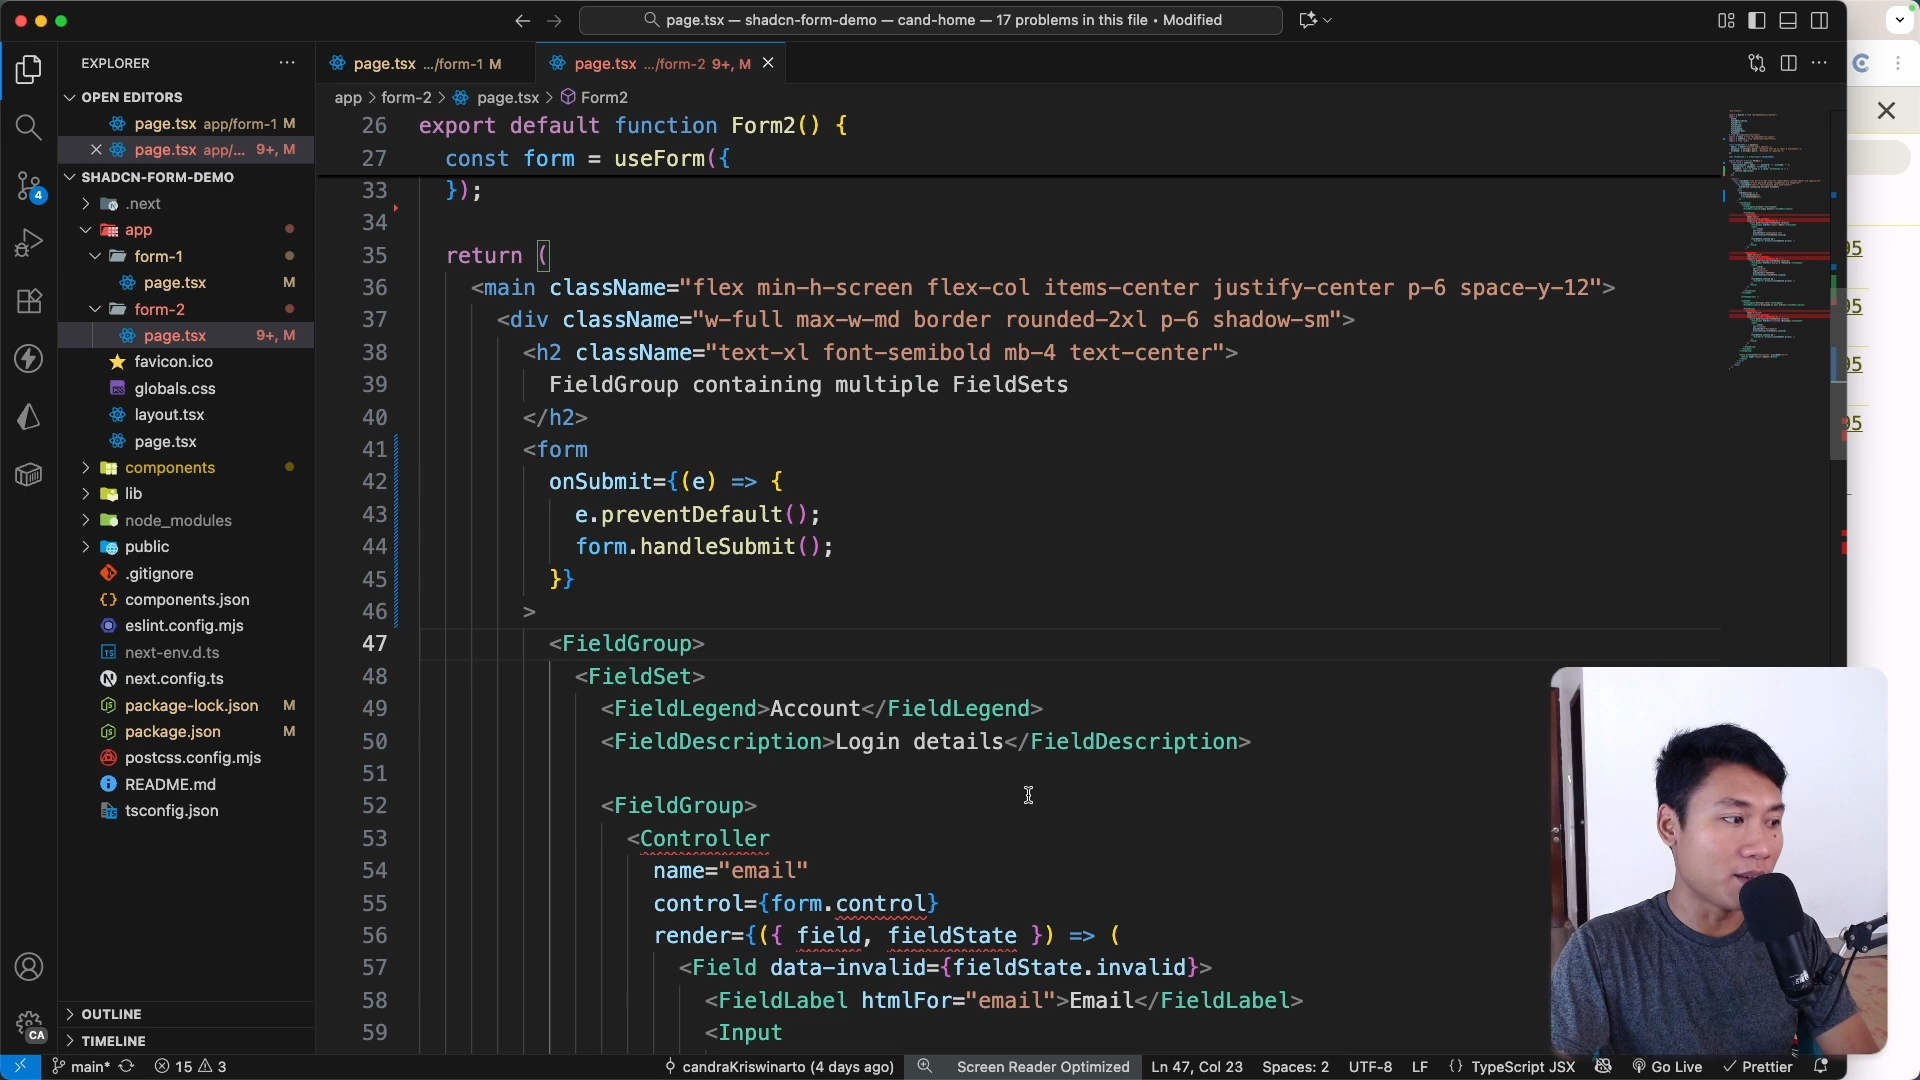 page.tsx — shadcn-form-demo — cand-home — 17 problems in this file • Modified
EXPLORER
OPEN EDITORS
page.tsx app/form-1 M
page.tsx app/... 9+, M
SHADCN-FORM-DEMO
.next
app
form-1
page.tsx M
form-2
page.tsx 9+, M
favicon.ico
globals.css
layout.tsx
page.tsx
components
lib
node_modules
public
.gitignore
components.json
eslint.config.mjs
next-env.d.ts
next.config.ts
package-lock.json M
package.json M
postcss.config.mjs
README.md
tsconfig.json
OUTLINE
TIMELINE
4
CA
page.tsx .../form-1 M
page.tsx .../form-2 9+, M
app > form-2 > page.tsx > Form2
26 export default function Form2() {
27 const form = useForm({
33 });
34
35 return (
36 <main className="flex min-h-screen flex-col items-center justify-center p-6 space-y-12">
37 <div className="w-full max-w-md border rounded-2xl p-6 shadow-sm">
38 <h2 className="text-xl font-semibold mb-4 text-center">
39 FieldGroup containing multiple FieldSets
40 </h2>
41 <form
42 onSubmit={(e) => {
43 e.preventDefault();
44 form.handleSubmit();
45 }}
46 >
47 <FieldGroup>
48 <FieldSet>
49 <FieldLegend>Account</FieldLegend>
50 <FieldDescription>Login details</FieldDescription>
51
52 <FieldGroup>
53 <Controller
54 name="email"
55 control={form.control}
56 render={({ field, fieldState }) => (
57 <Field data-invalid={fieldState.invalid}>
58 <FieldLabel htmlFor="email">Email</FieldLabel>
59 <Input
main* 15 3 candraKriswinarto (4 days ago) Screen Reader Optimized Ln 47, Col 23 Spaces: 2 UTF-8 LF {} TypeScript JSX Go Live Prettier